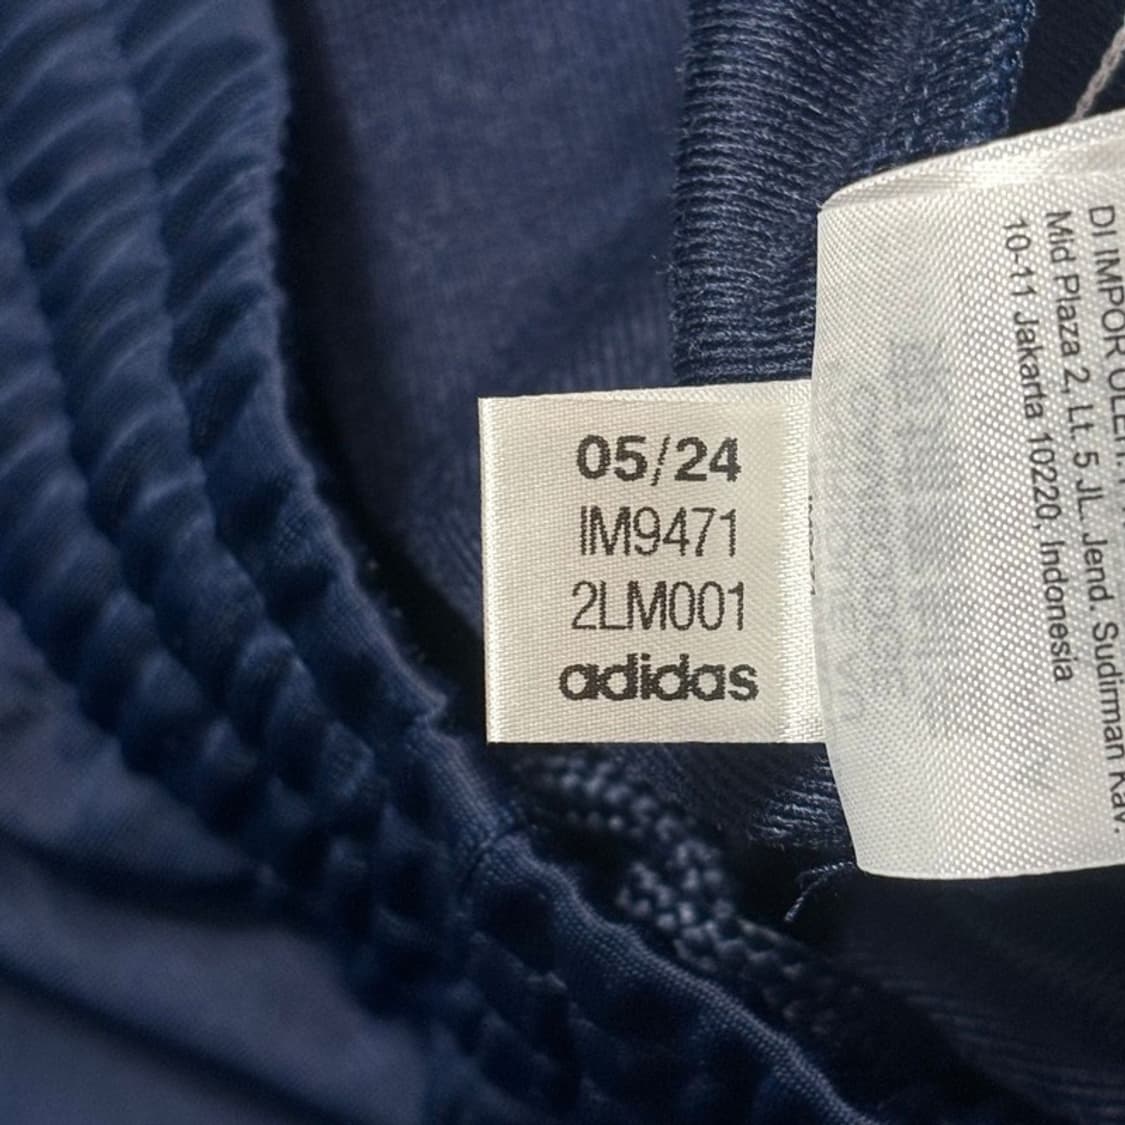 05/24
IM9471
2LM001
adidas
Mid Plaza 2, Lt. 5 JL. Jend. Sudirman Kav.
10-11 Jakarta 10220, Indonesia